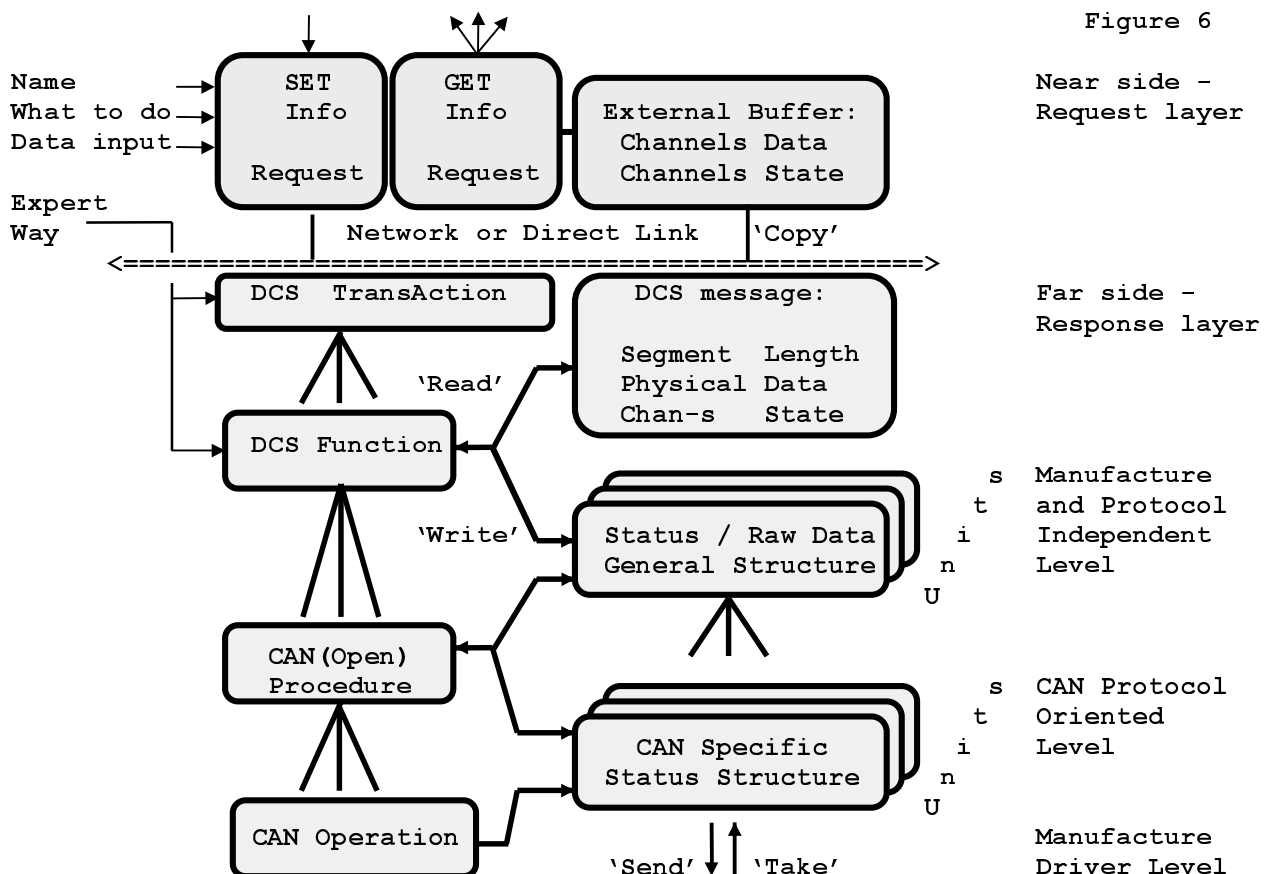 Figure 6
Name
What to do
Data input
SET
Info
Request
GET
Info
Request
External Buffer:
Channels Data
Channels State
Near side –
Request layer
Expert
Way
Network or Direct Link
‘Copy’
<==================================================>
DCS TransAction
DCS message:
Segment Length
Physical Data
Chan-s State
Far side –
Response layer
‘Read’
DCS Function
‘Write’
Status / Raw Data
General Structure
Units
Manufacture
and Protocol
Independent
Level
CAN(Open)
Procedure
CAN Specific
Status Structure
Units
CAN Protocol
Oriented
Level
CAN Operation
‘Send’
‘Take’
Manufacture
Driver Level